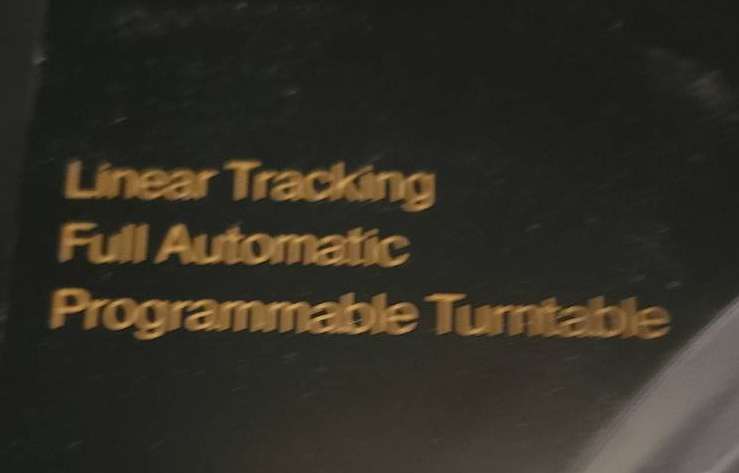 Linear Tracking
Full Automatic
Programmable Turntable